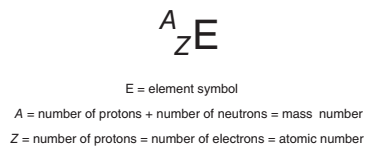 A
Z E
E = element symbol
A = number of protons + number of neutrons = mass number
Z = number of protons = number of electrons = atomic number